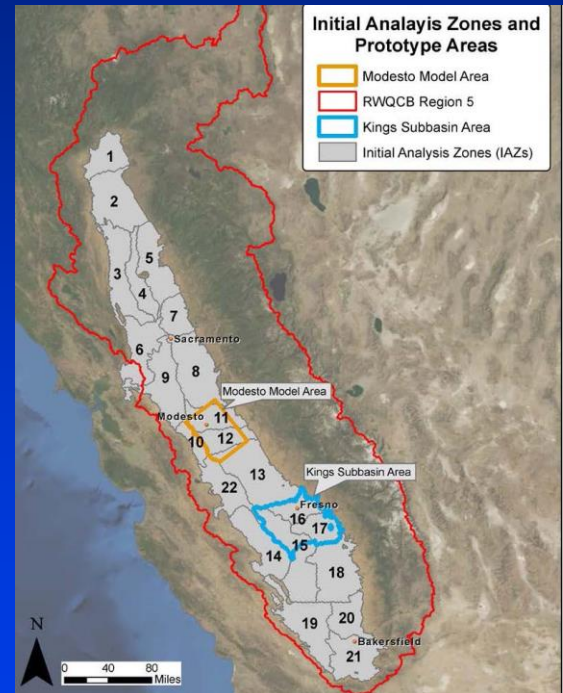 Initial Analayis Zones and
Prototype Areas
Modesto Model Area
RWQCB Region 5
Kings Subbasin Area
Initial Analysis Zones (IAZs)
1
2
3
5
4
7
Sacramento
6
9
8
Modesto Model Area
Modesto
11
10
12
13
Kings Subbasin Area
22
Fresno
16
17
15
14
18
19
20
Bakersfield
21
N
0 40 80
Miles